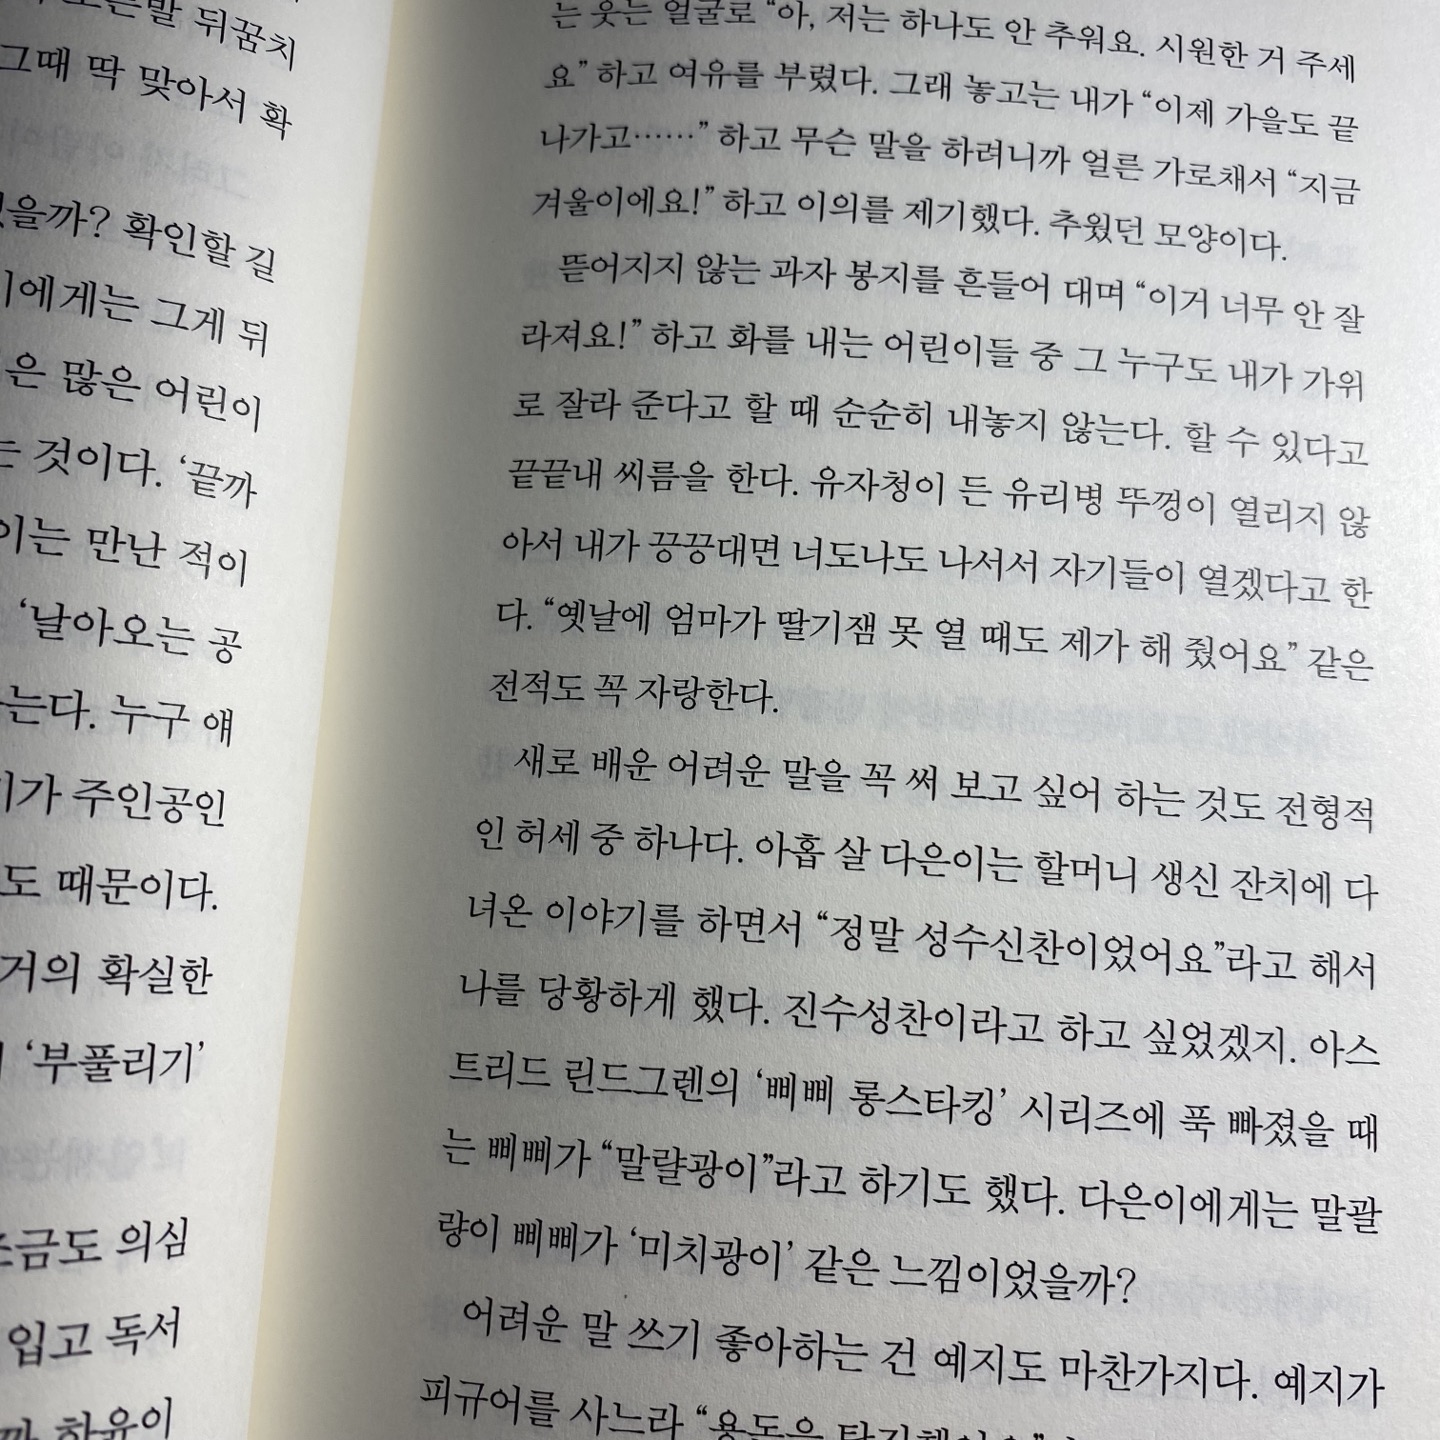 뒤꿈치
그때 딱 맞아서 확
을까? 확인할 길
에게는 그게 뒤
은 많은 어린이
는 것이다. ‘끝까
이는 만난 적이
‘날아오는 공
는다. 누구 얘
가 주인공인
도 때문이다.
거의 확실한
‘부풀리기’
조금도 의심
입고 독서
하윤이
는 웃는 얼굴로 “아, 저는 하나도 안 추워요. 시원한 거 주세
요” 하고 여유를 부렸다. 그래 놓고는 내가 “이제 가을도 끝
나가고……” 하고 무슨 말을 하려니까 얼른 가로채서 “지금
겨울이에요!” 하고 이의를 제기했다. 추웠던 모양이다.
뜯어지지 않는 과자 봉지를 흔들어 대며 “이거 너무 안 잘
라져요!” 하고 화를 내는 어린이들 중 그 누구도 내가 가위
로 잘라 준다고 할 때 순순히 내놓지 않는다. 할 수 있다고
끝끝내 씨름을 한다. 유자청이 든 유리병 뚜껑이 열리지 않
아서 내가 끙끙대면 너도나도 나서서 자기들이 열겠다고 한
다. “옛날에 엄마가 딸기잼 못 열 때도 제가 해 줬어요” 같은
전적도 꼭 자랑한다.
새로 배운 어려운 말을 꼭 써 보고 싶어 하는 것도 전형적
인 허세 중 하나다. 아홉 살 다은이는 할머니 생신 잔치에 다
녀온 이야기를 하면서 “정말 성수신찬이었어요”라고 해서
나를 당황하게 했다. 진수성찬이라고 하고 싶었겠지. 아스
트리드 린드그렌의 ‘삐삐 롱스타킹’ 시리즈에 푹 빠졌을 때
는 삐삐가 “말랼광이”라고 하기도 했다. 다은이에게는 말괄
량이 삐삐가 ‘미치광이’ 같은 느낌이었을까?
어려운 말 쓰기 좋아하는 건 예지도 마찬가지다. 예지가
피규어를 사느라 “용돈을